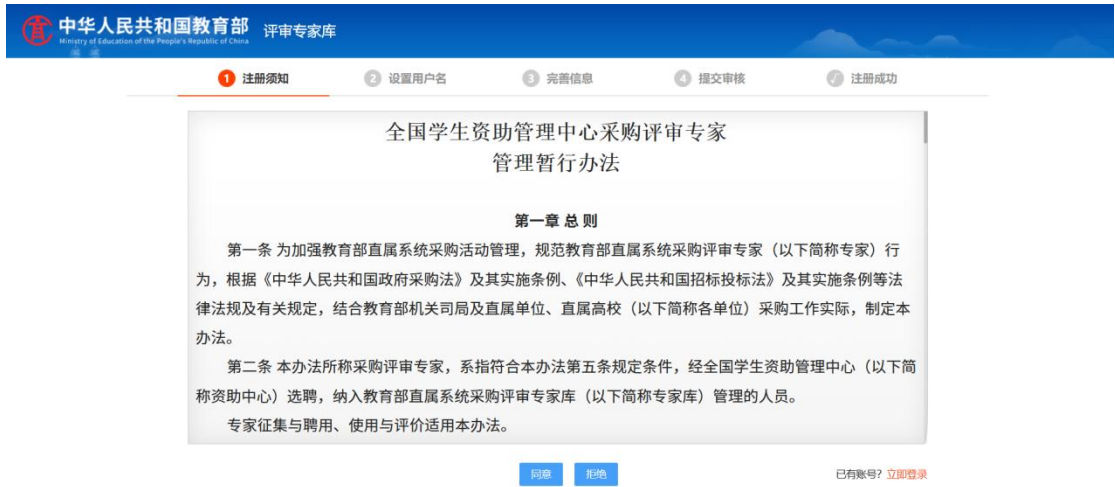 中华人民共和国教育部 评审专家库
Ministry of Education of the People's Republic of China
1 注册须知 2 设置用户名 3 完善信息 4 提交审核 √ 注册成功
全国学生资助管理中心采购评审专家
管理暂行办法
第一章 总 则
第一条 为加强教育部直属系统采购活动管理，规范教育部直属系统采购评审专家（以下简称专家）行
为，根据《中华人民共和国政府采购法》及其实施条例、《中华人民共和国招标投标法》及其实施条例等法
律法规及有关规定，结合教育部机关司局及直属单位、直属高校（以下简称各单位）采购工作实际，制定本
办法。
第二条 本办法所称采购评审专家，系指符合本办法第五条规定条件，经全国学生资助管理中心（以下简
称资助中心）选聘，纳入教育部直属系统采购评审专家库（以下简称专家库）管理的人员。
专家征集与聘用、使用与评价适用本办法。
同意 拒绝 已有账号? 立即登录